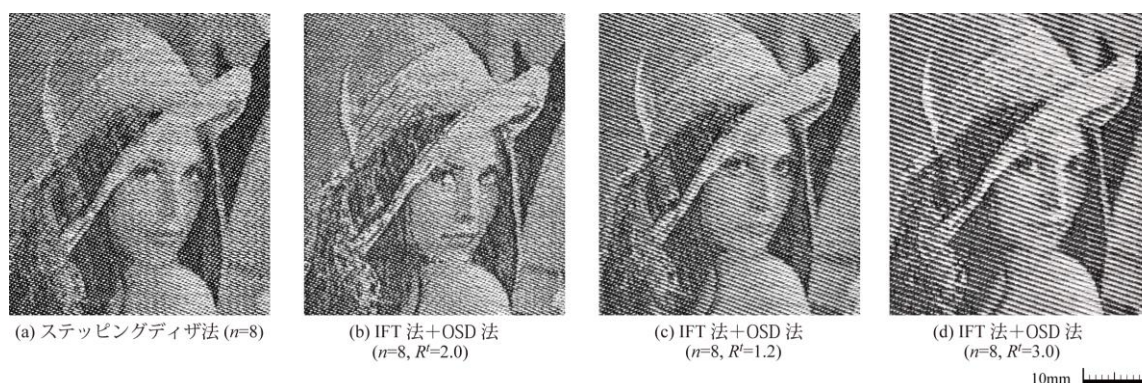 (a) ステッピングディザ法 (n=8)
(b) IFT 法+OSD 法
(n=8, Rᵗ=2.0)
(c) IFT 法+OSD 法
(n=8, Rᵗ=1.2)
(d) IFT 法+OSD 法
(n=8, Rᵗ=3.0)
10mm